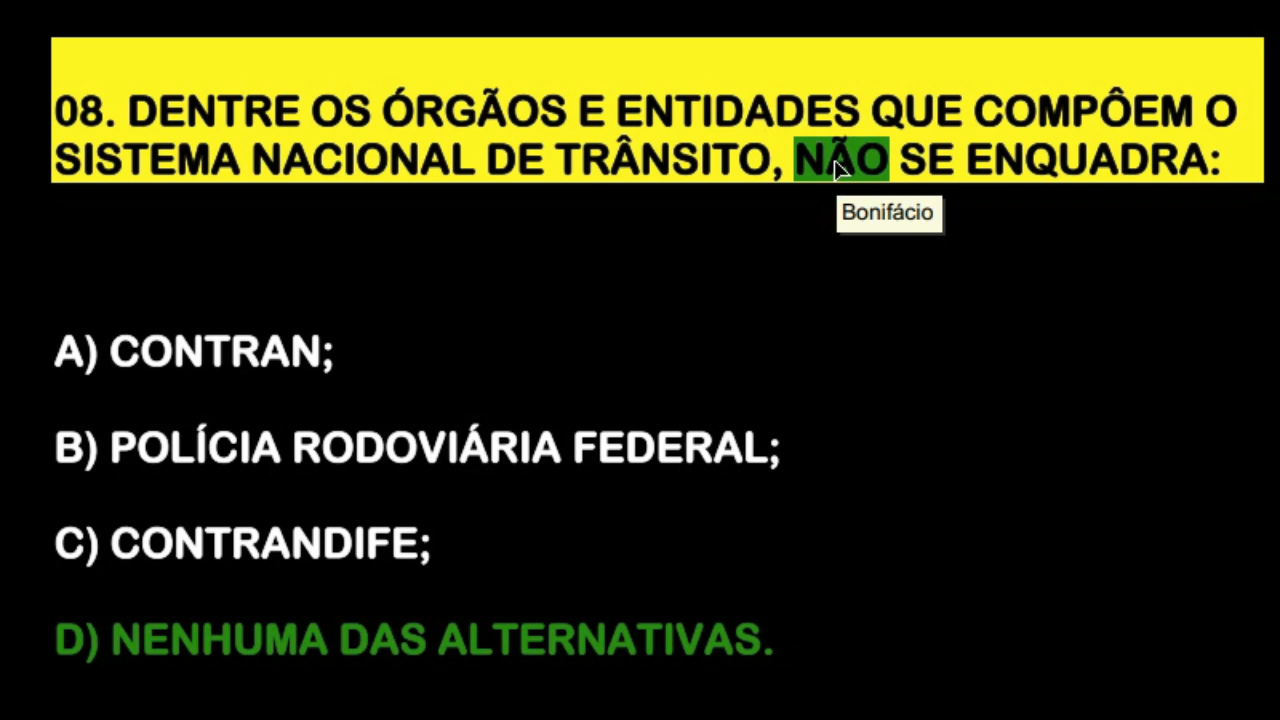 08. DENTRE OS ÓRGÃOS E ENTIDADES QUE COMPÕEM O
SISTEMA NACIONAL DE TRÂNSITO, NÃO SE ENQUADRA:
Bonifácio
A) CONTRAN;
B) POLÍCIA RODOVIÁRIA FEDERAL;
C) CONTRANDIFE;
D) NENHUMA DAS ALTERNATIVAS.